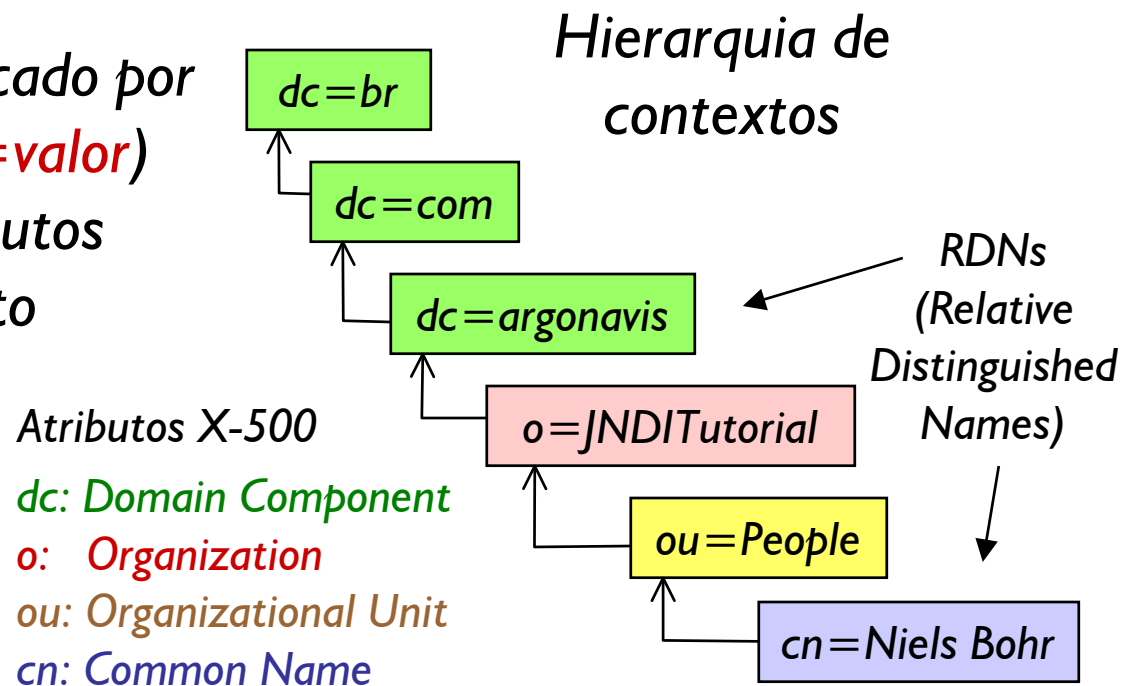 Hierarquia de
contextos
cado por
=valor)
utos
to
dc=br
dc=com
dc=argonavis
o=JNDITutorial
ou=People
cn=Niels Bohr
RDNs
(Relative
Distinguished
Names)
Atributos X-500
dc: Domain Component
o: Organization
ou: Organizational Unit
cn: Common Name